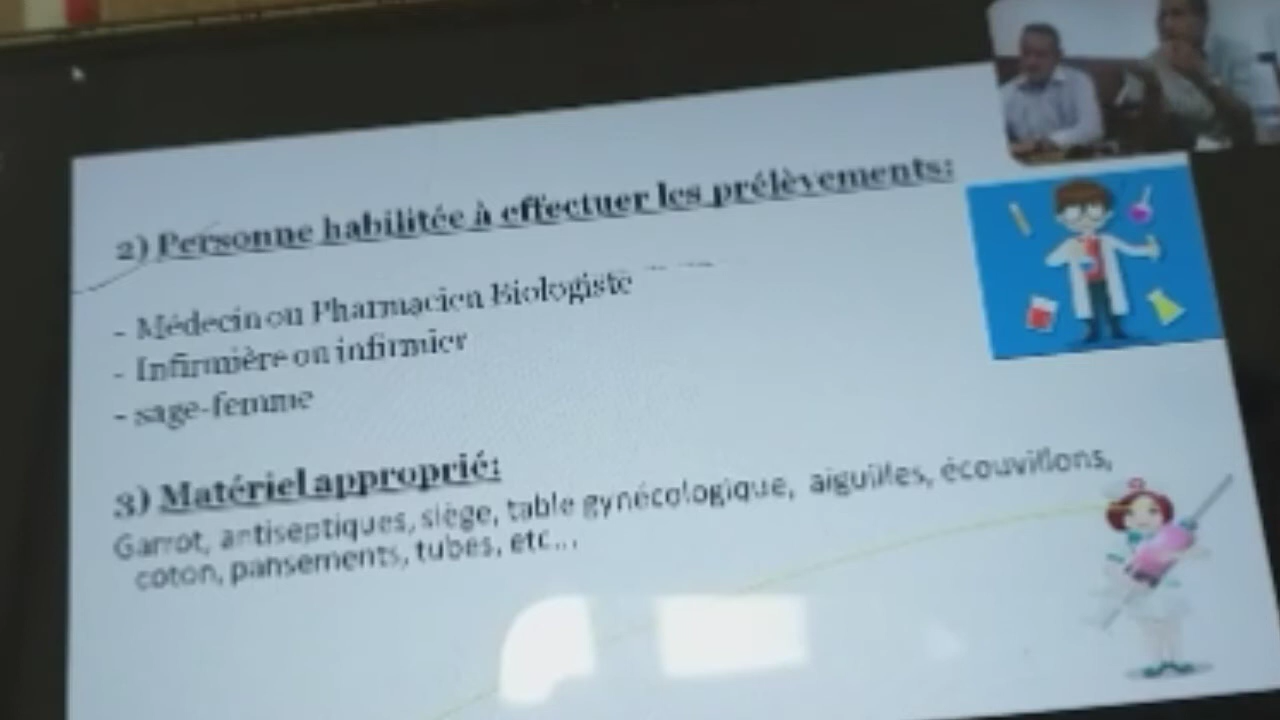 2) Personne habilitée à effectuer les prélèvements:
- Médecin ou Pharmacien Biologiste
- Infirmière ou infirmier
- sage-femme
3) Matériel approprié:
Garrot, antiseptiques, siège, table gynécologique, aiguilles, écouvillons,
coton, pansements, tubes, etc...